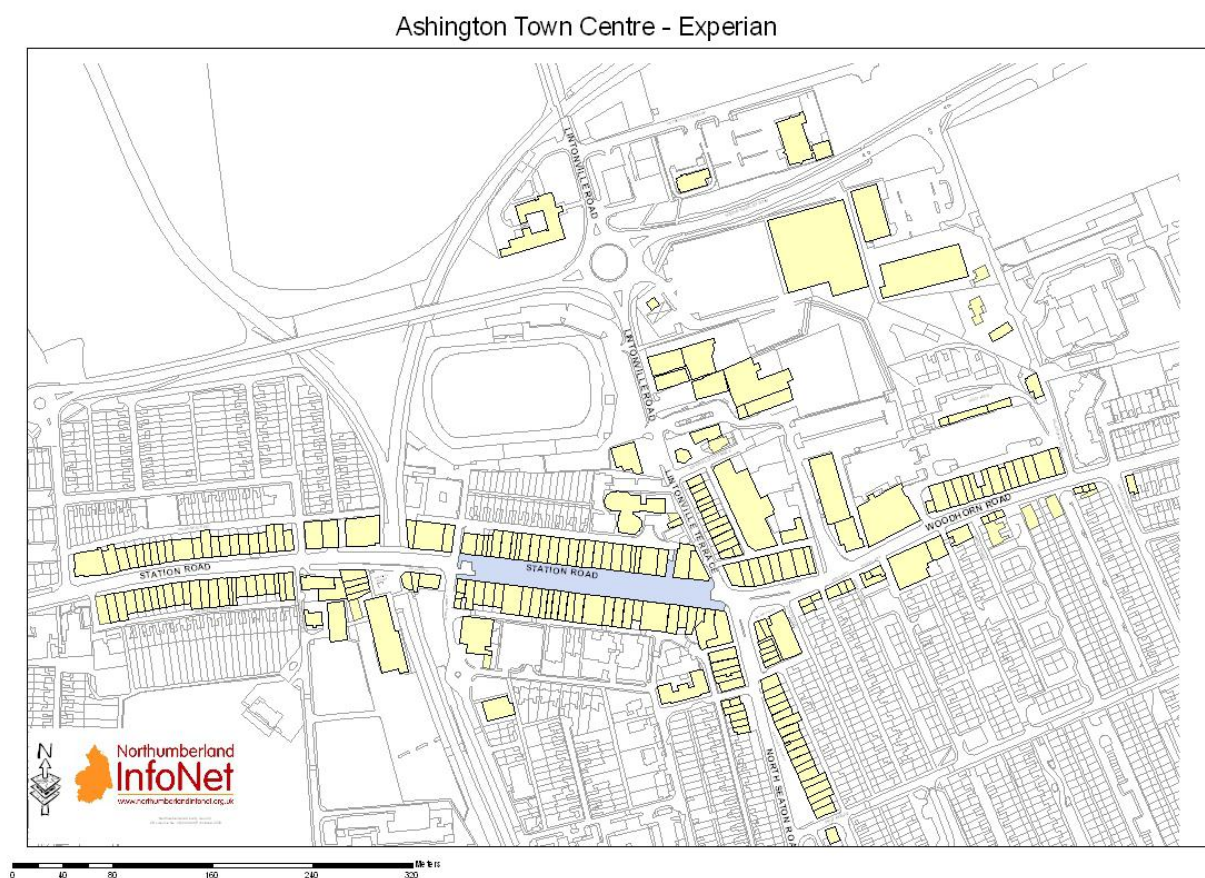 Ashington Town Centre - Experian
LINTONVILLE ROAD
LINTONVILLE ROAD
LINTONVILLE TERRACE
WOODHORN ROAD
STATION ROAD
STATION ROAD
NORTH SEATON ROAD
N
Northumberland
InfoNet
www.northumberlandinfonet.org.uk
Meters
0 40 80 160 240 320